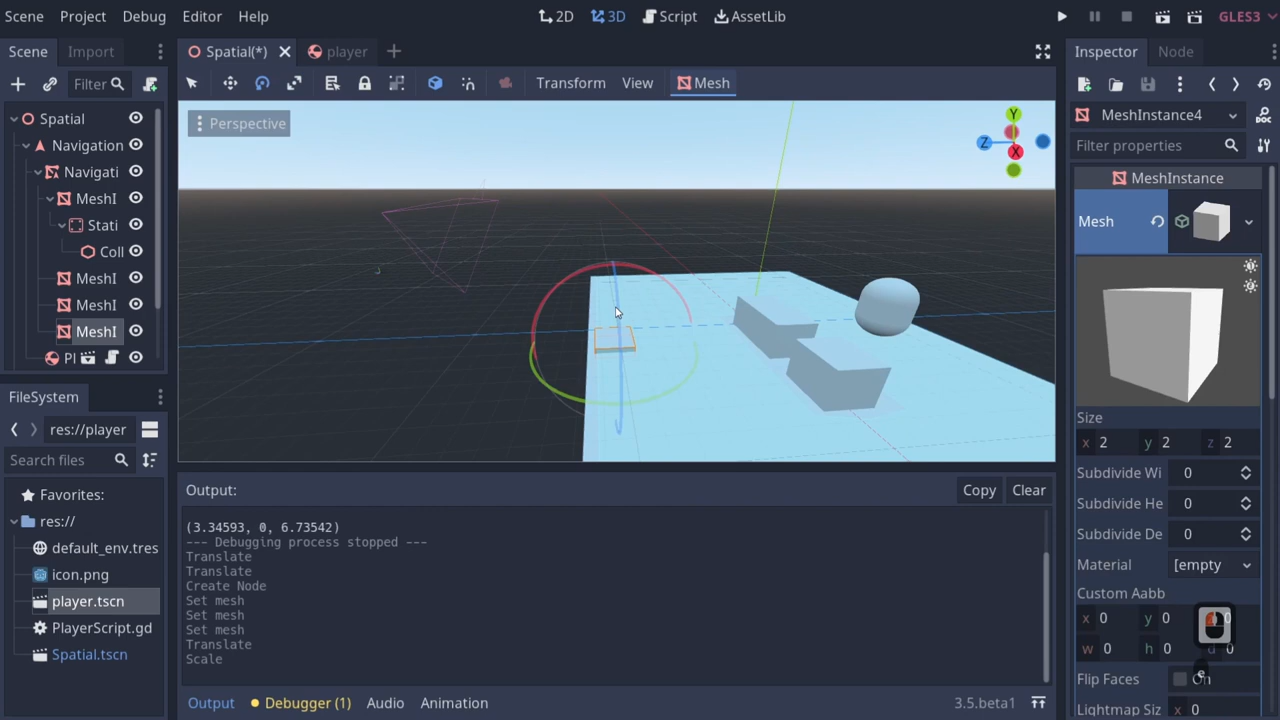 Scene Project Debug Editor Help
2D 3D Script AssetLib
GLES3
Scene Import
Spatial(*) player
Inspector Node
Filter
Transform View Mesh
Spatial
Navigation
Navigati
MeshI
Stati
Coll
MeshI
MeshI
MeshI
Pl
Perspective
Y
Z
X
MeshInstance4
Filter properties
MeshInstance
Mesh
Size
x 2 y 2 z 2
Subdivide Wi 0
Subdivide He 0
Subdivide De 0
Material [empty
Custom Aabb
x 0 y 0 0
w 0 h 0 d 0
e
Flip Faces On
Lightmap Siz x 0
FileSystem
res://player
Search files
Favorites:
res://
default_env.tres
icon.png
player.tscn
PlayerScript.gd
Spatial.tscn
Output:
Copy Clear
(3.34593, 0, 6.73542)
--- Debugging process stopped ---
Translate
Translate
Create Node
Set mesh
Set mesh
Set mesh
Translate
Scale
Output Debugger (1) Audio Animation
3.5.beta1